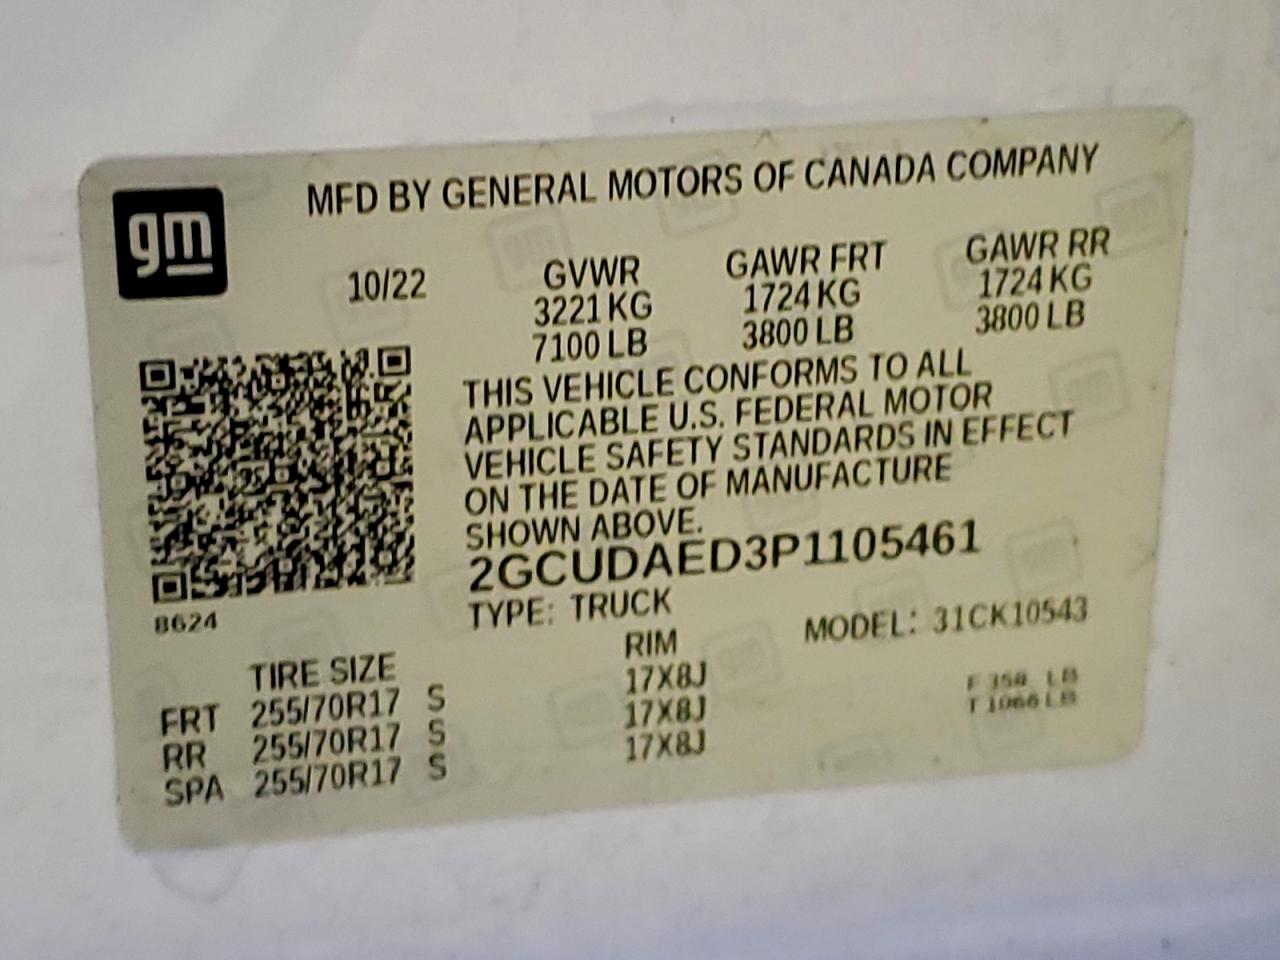 MFD BY GENERAL MOTORS OF CANADA COMPANY
gm
10/22
GVWR GAWR FRT GAWR RR
3221 KG 1724 KG 1724 KG
7100 LB 3800 LB 3800 LB
THIS VEHICLE CONFORMS TO ALL
APPLICABLE U.S. FEDERAL MOTOR
VEHICLE SAFETY STANDARDS IN EFFECT
ON THE DATE OF MANUFACTURE
SHOWN ABOVE.
2GCUDAED3P1105461
8624
TYPE: TRUCK MODEL: 31CK10543
TIRE SIZE RIM
FRT 255/70R17 S 17X8J
RR 255/70R17 S 17X8J
SPA 255/70R17 S 17X8J
F LB
T LB